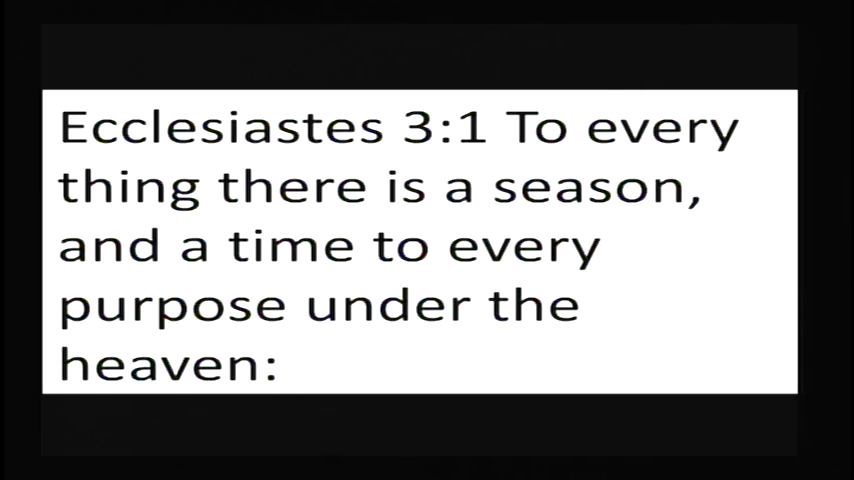 Ecclesiastes 3:1 To every
thing there is a season,
and a time to every
purpose under the
heaven: